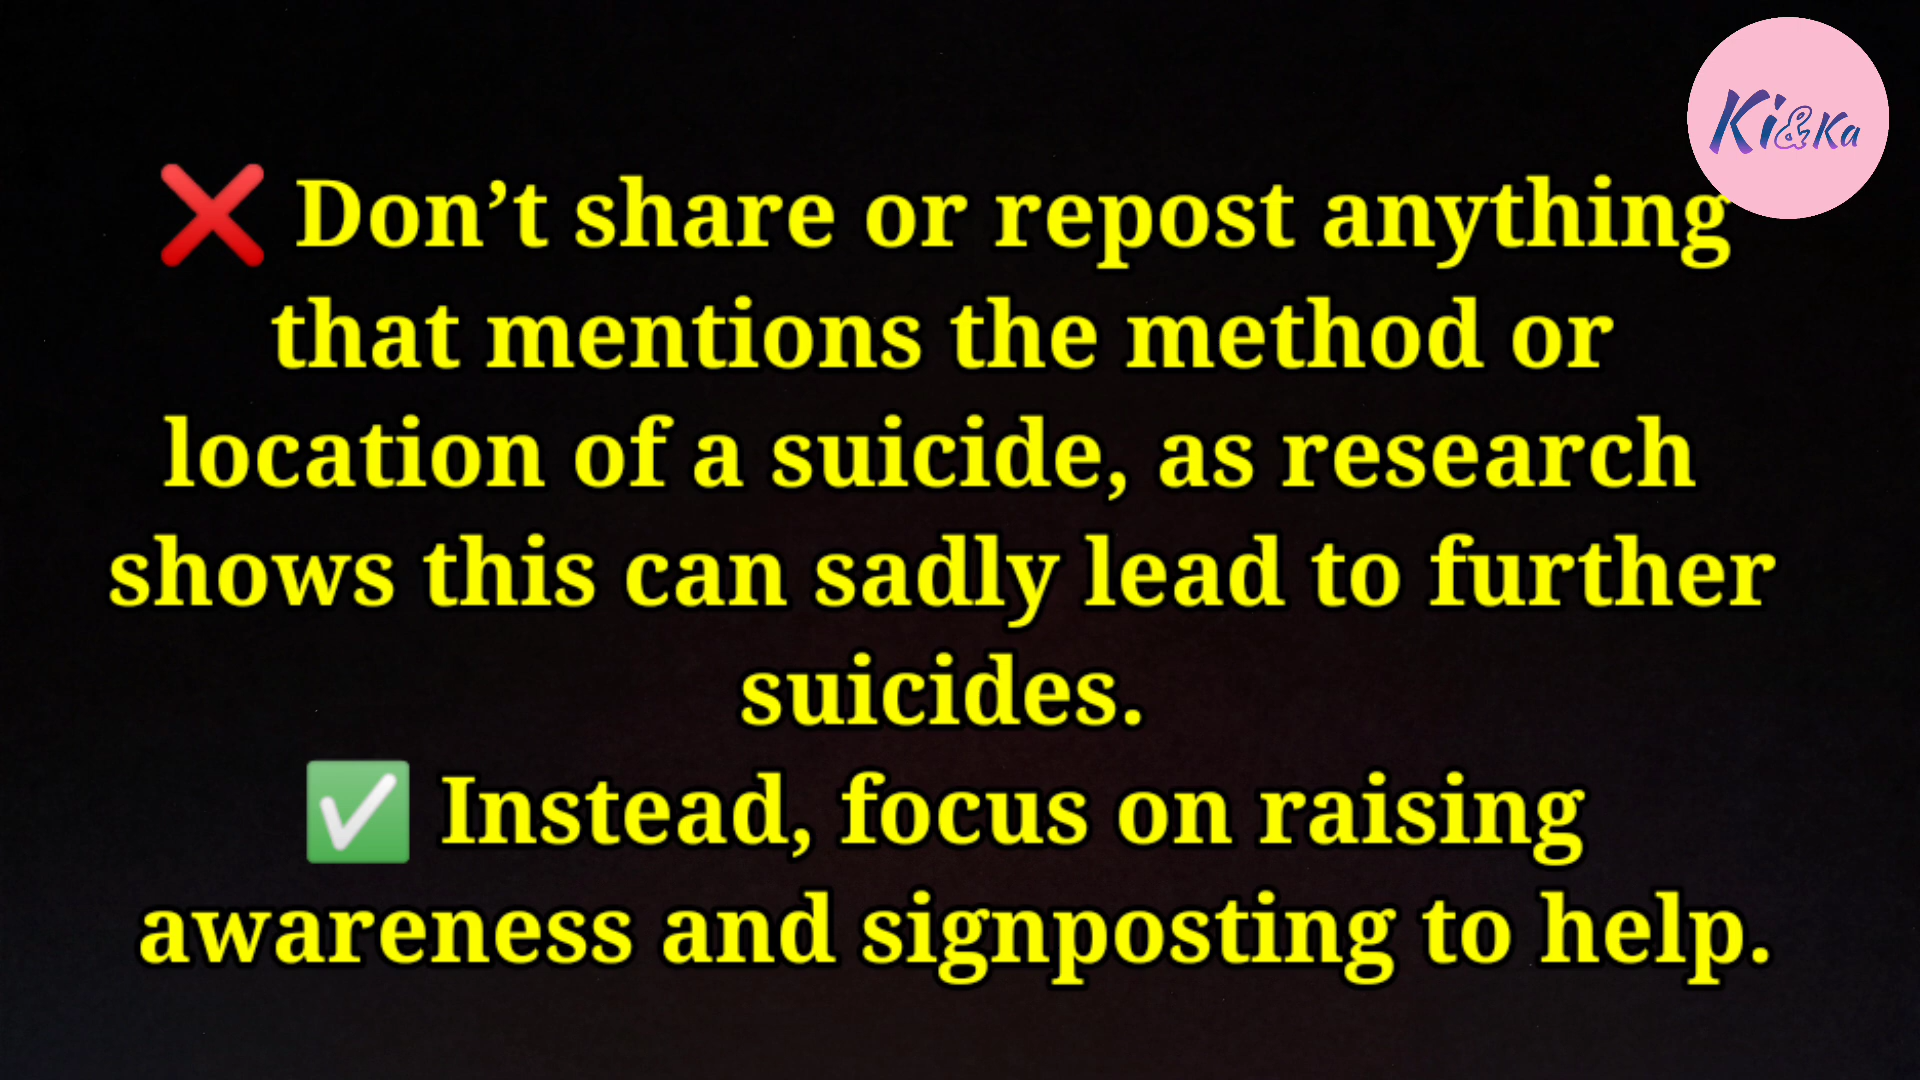 Ki&Ka
❌ Don’t share or repost anything
that mentions the method or
location of a suicide, as research
shows this can sadly lead to further
suicides.
✅ Instead, focus on raising
awareness and signposting to help.